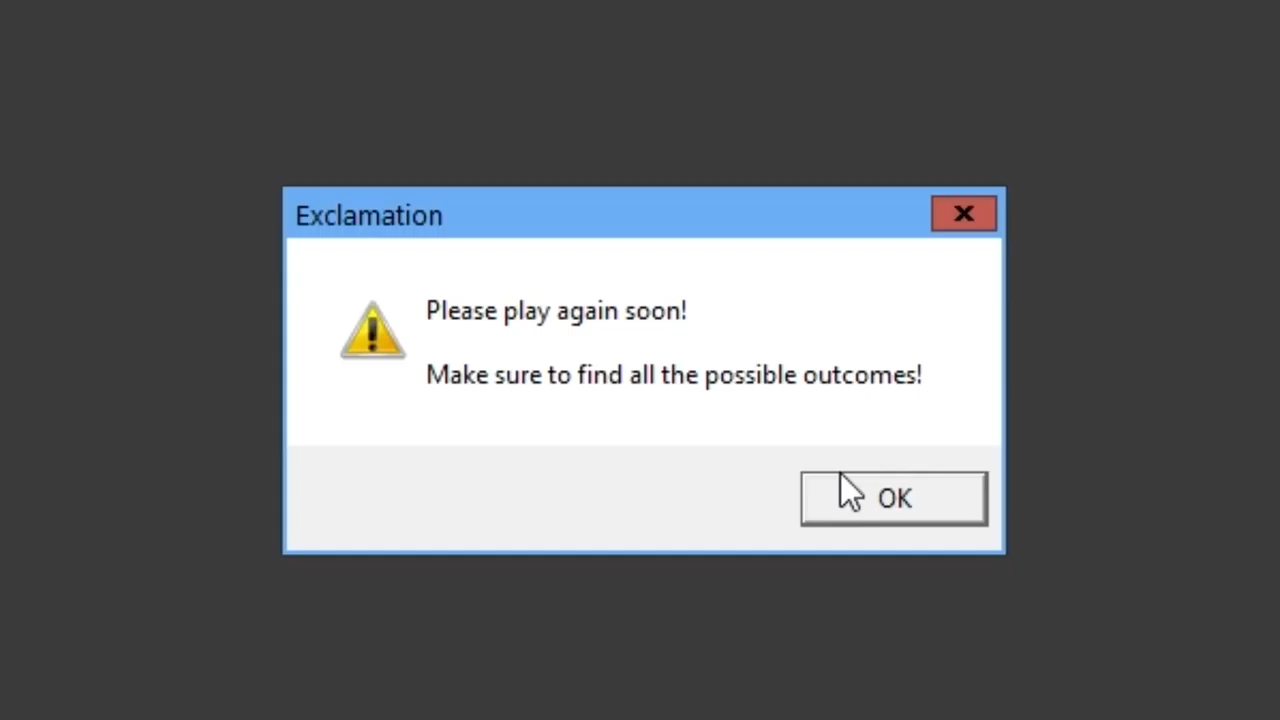 Exclamation
Please play again soon!
Make sure to find all the possible outcomes!
OK